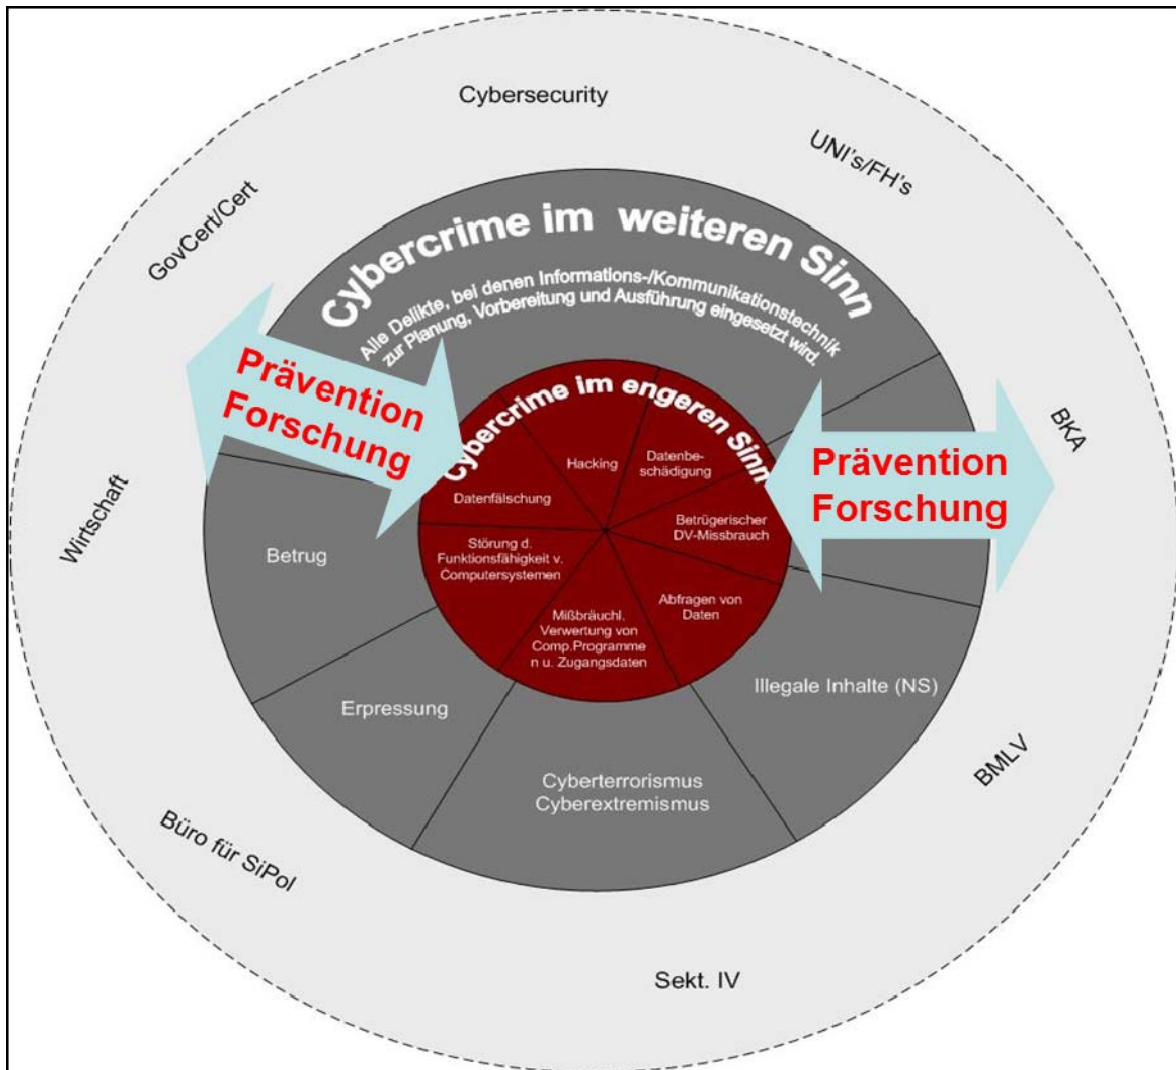 Cybersecurity
UNI's/FH's
GovCert/Cert
Cybercrime im weiteren Sinn
Alle Delikte, bei denen Informations-/Kommunikationstechnik
zur Planung, Vorbereitung und Ausführung eingesetzt wird.
Prävention
Forschung
Cybercrime im engeren Sinn
Prävention
Forschung
BKA
Hacking
Datenbe-
schädigung
Datenfälschung
Betrügerischer
DV-Missbrauch
Wirtschaft
Betrug
Störung d.
Funktionsfähigkeit v.
Computersystemen
Abfragen von
Daten
Mißbräuchl.
Verwertung von
Comp.Programme
n u. Zugangsdaten
Illegale Inhalte (NS)
Erpressung
BMLV
Cyberterrorismus
Cyberextremismus
Büro für SiPol
Sekt. IV